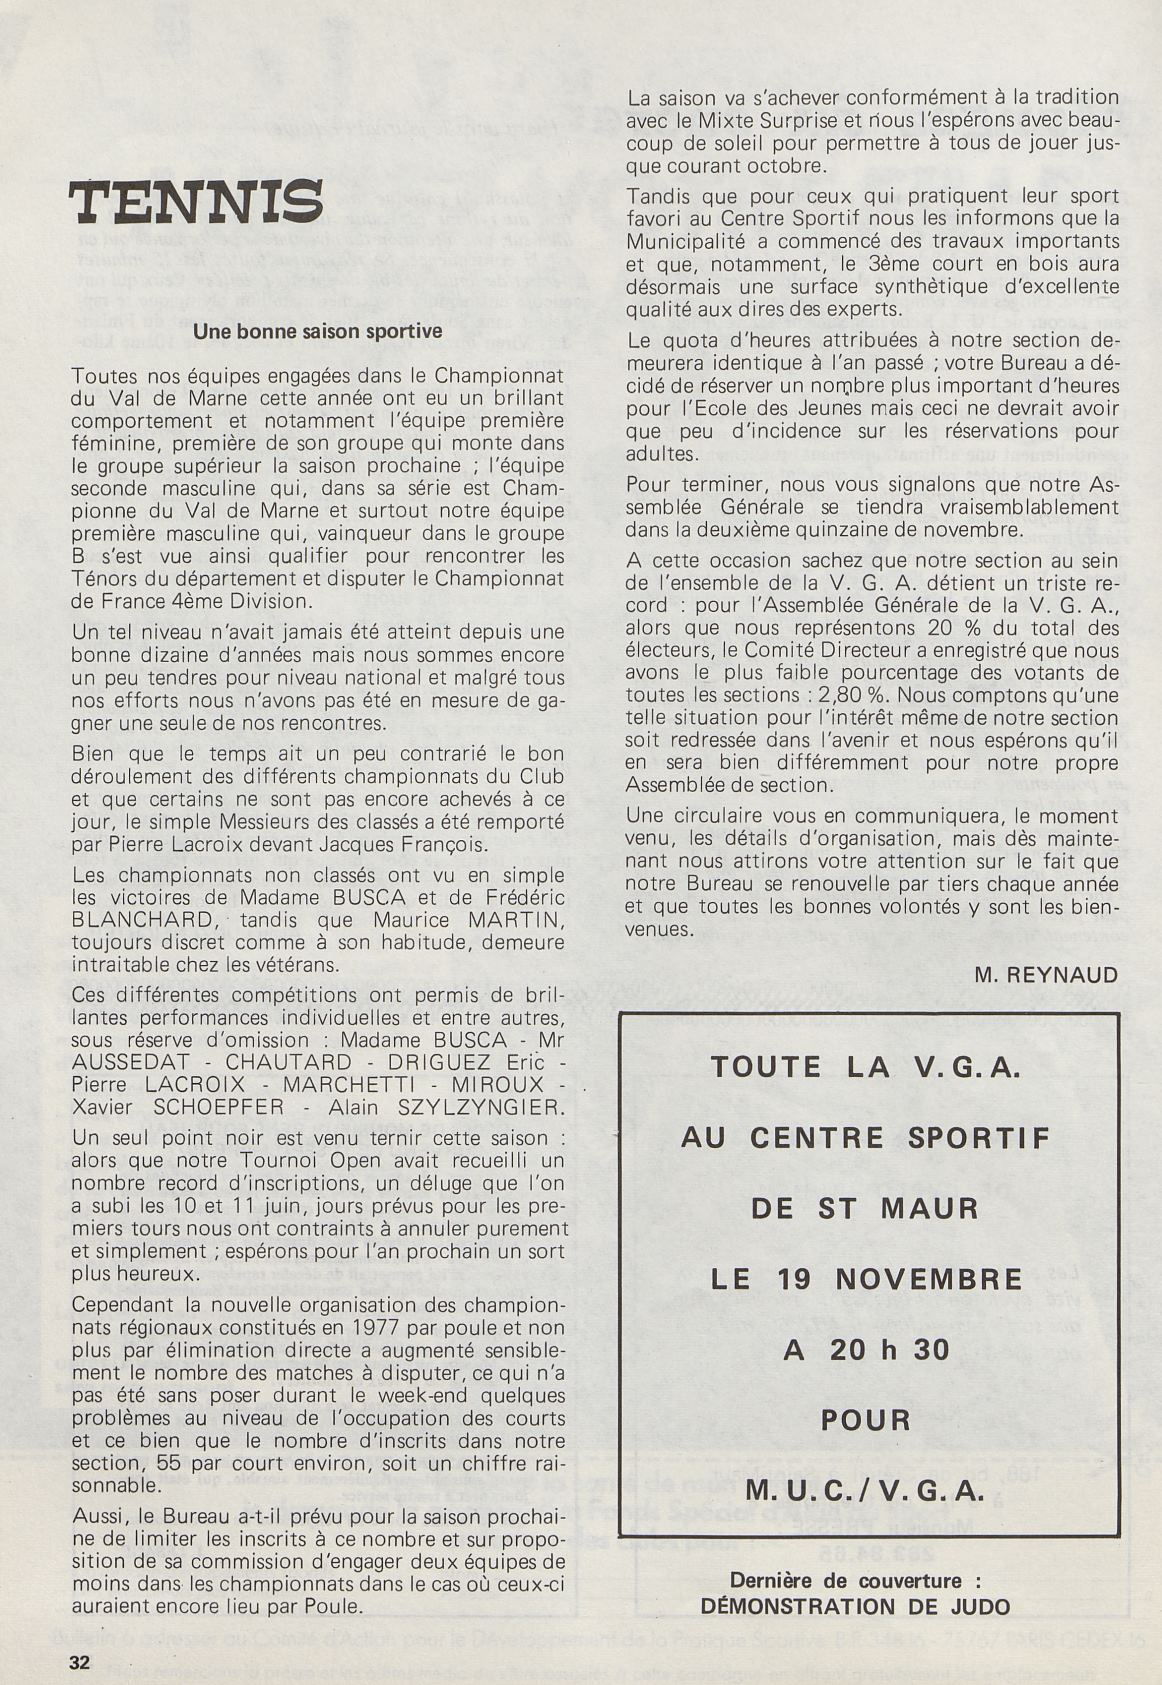 TENNIS
Une bonne saison sportive
Toutes nos équipes engagées dans le Championnat
du Val de Marne cette année ont eu un brillant
comportement et notamment l'équipe première
féminine, première de son groupe qui monte dans
le groupe supérieur la saison prochaine ; l'équipe
seconde masculine qui, dans sa série est Cham-
pionne du Val de Marne et surtout notre équipe
première masculine qui, vainqueur dans le groupe
B s'est vue ainsi qualifier pour rencontrer les
Ténors du département et disputer le Championnat
de France 4ème Division.
Un tel niveau n'avait jamais été atteint depuis une
bonne dizaine d'années mais nous sommes encore
un peu tendres pour niveau national et malgré tous
nos efforts nous n'avons pas été en mesure de ga-
gner une seule de nos rencontres.
Bien que le temps ait un peu contrarié le bon
déroulement des différents championnats du Club
et que certains ne sont pas encore achevés à ce
jour, le simple Messieurs des classés a été remporté
par Pierre Lacroix devant Jacques François.
Les championnats non classés ont vu en simple
les victoires de Madame BUSCA et de Frédéric
BLANCHARD, tandis que Maurice MARTIN,
toujours discret comme à son habitude, demeure
intraitable chez les vétérans.
Ces différentes compétitions ont permis de bril-
lantes performances individuelles et entre autres,
sous réserve d'omission : Madame BUSCA - Mr
AUSSEDAT - CHAUTARD - DRIGUEZ Eric -
Pierre LACROIX - MARCHETTI - MIROUX -
Xavier SCHOEPFER - Alain SZYLZYNGIER.
Un seul point noir est venu ternir cette saison :
alors que notre Tournoi Open avait recueilli un
nombre record d'inscriptions, un déluge que l'on
a subi les 10 et 11 juin, jours prévus pour les pre-
miers tours nous ont contraints à annuler purement
et simplement ; espérons pour l'an prochain un sort
plus heureux.
Cependant la nouvelle organisation des champion-
nats régionaux constitués en 1977 par poule et non
plus par élimination directe a augmenté sensible-
ment le nombre des matches à disputer, ce qui n'a
pas été sans poser durant le week-end quelques
problèmes au niveau de l'occupation des courts
et ce bien que le nombre d'inscrits dans notre
section, 55 par court environ, soit un chiffre rai-
sonnable.
Aussi, le Bureau a-t-il prévu pour la saison prochai-
ne de limiter les inscrits à ce nombre et sur propo-
sition de sa commission d'engager deux équipes de
moins dans les championnats dans le cas où ceux-ci
auraient encore lieu par Poule.
32
La saison va s'achever conformément à la tradition
avec le Mixte Surprise et nous l'espérons avec beau-
coup de soleil pour permettre à tous de jouer jus-
que courant octobre.
Tandis que pour ceux qui pratiquent leur sport
favori au Centre Sportif nous les informons que la
Municipalité a commencé des travaux importants
et que, notamment, le 3ème court en bois aura
désormais une surface synthètique d'excellente
qualité aux dires des experts.
Le quota d'heures attribuées à notre section de-
meurera identique à l'an passé ; votre Bureau a dé-
cidé de réserver un nombre plus important d'heures
pour l'Ecole des Jeunes mais ceci ne devrait avoir
que peu d'incidence sur les réservations pour
adultes.
Pour terminer, nous vous signalons que notre As-
semblée Générale se tiendra vraisemblablement
dans la deuxième quinzaine de novembre.
A cette occasion sachez que notre section au sein
de l'ensemble de la V. G. A. détient un triste re-
cord : pour l'Assemblée Générale de la V. G. A.,
alors que nous représentons 20 % du total des
électeurs, le Comité Directeur a enregistré que nous
avons le plus faible pourcentage des votants de
toutes les sections : 2,80 %. Nous comptons qu'une
telle situation pour l'intérêt même de notre section
soit redressée dans l'avenir et nous espérons qu'il
en sera bien différemment pour notre propre
Assemblée de section.
Une circulaire vous en communiquera, le moment
venu, les détails d'organisation, mais dès mainte-
nant nous attirons votre attention sur le fait que
notre Bureau se renouvelle par tiers chaque année
et que toutes les bonnes volontés y sont les bien-
venues.
M. REYNAUD
TOUTE LA V. G. A.
AU CENTRE SPORTIF
DE ST MAUR
LE 19 NOVEMBRE
A 20 h 30
POUR
M. U. C. / V. G. A.
Dernière de couverture :
DÉMONSTRATION DE JUDO